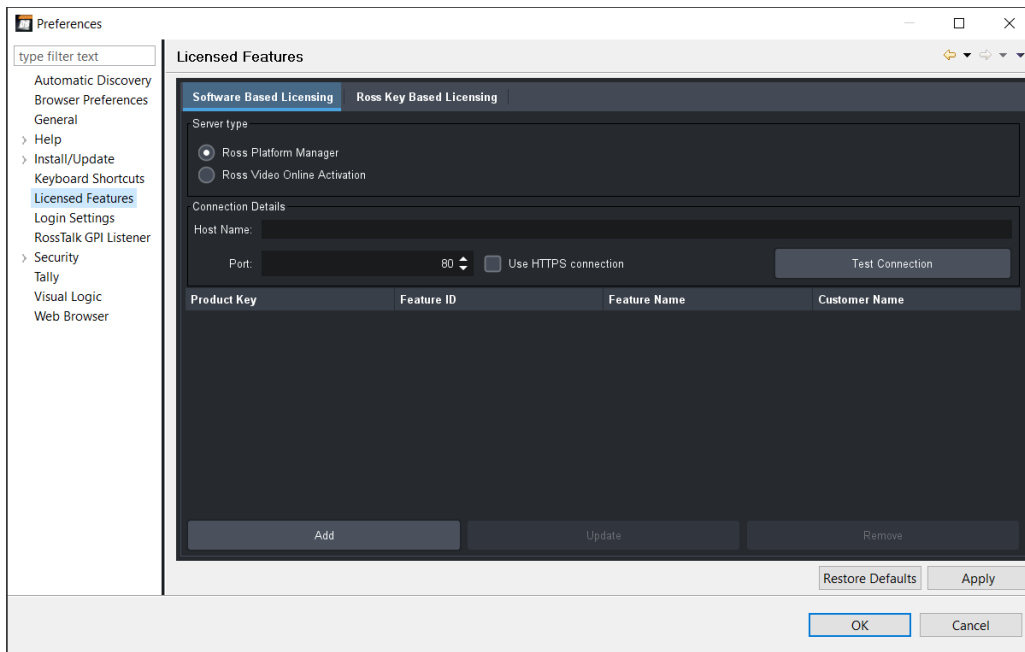 Preferences
type filter text
Licensed Features
Automatic Discovery
Browser Preferences
General
Help
Install/Update
Keyboard Shortcuts
Licensed Features
Login Settings
RossTalk GPI Listener
Security
Tally
Visual Logic
Web Browser
Software Based Licensing Ross Key Based Licensing
Server type
Ross Platform Manager
Ross Video Online Activation
Connection Details
Host Name:
Port: 80 Use HTTPS connection Test Connection
Product Key Feature ID Feature Name Customer Name
Add Update Remove
Restore Defaults Apply
OK Cancel